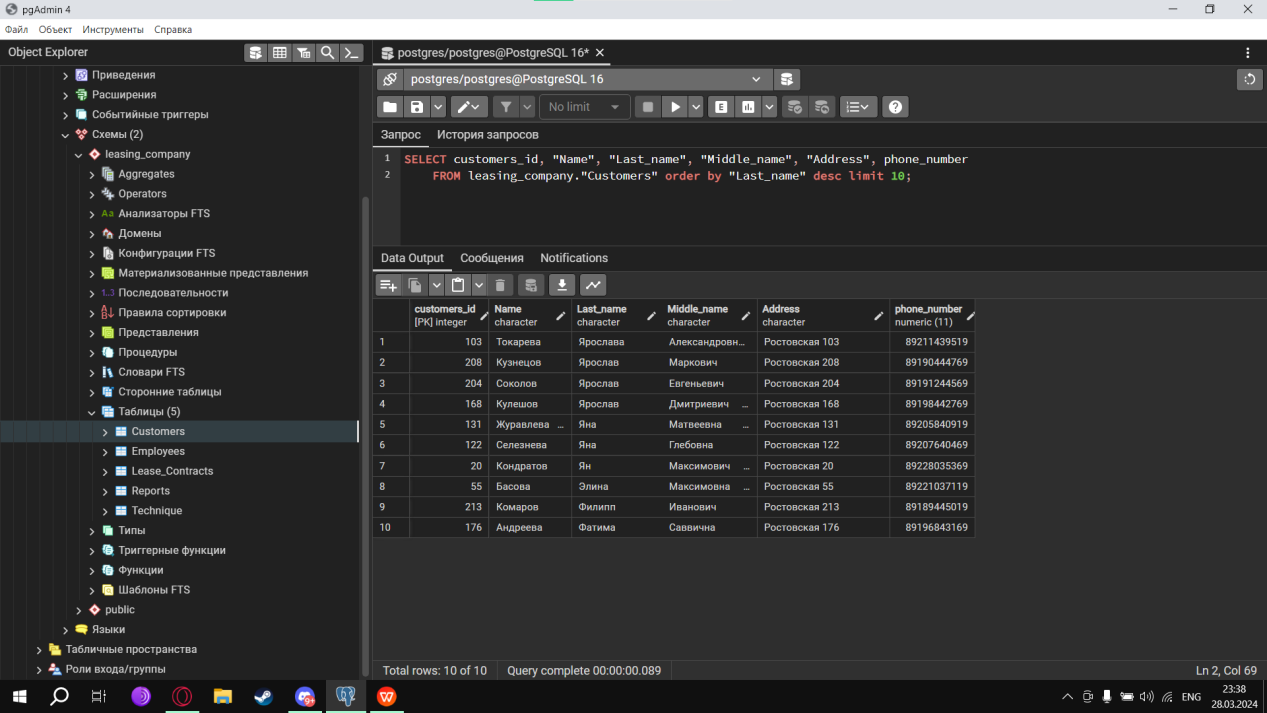 pgAdmin 4
Файл Объект Инструменты Справка
Object Explorer
Приведения
Расширения
Событийные триггеры
Схемы (2)
leasing_company
Aggregates
Operators
Aa Анализаторы FTS
Домены
Конфигурации FTS
Материализованные представления
1..3 Последовательности
Правила сортировки
Представления
Процедуры
Словари FTS
Сторонние таблицы
Таблицы (5)
Customers
Employees
Lease_Contracts
Reports
Technique
Типы
Триггерные функции
Функции
Шаблоны FTS
public
Языки
Табличные пространства
Роли входа/группы
postgres/postgres@PostgreSQL 16*
postgres/postgres@PostgreSQL 16
No limit
E
Запрос История запросов
1 SELECT customers_id, "Name", "Last_name", "Middle_name", "Address", phone_number
2 FROM leasing_company."Customers" order by "Last_name" desc limit 10;
Data Output Сообщения Notifications
customers_id Name Last_name Middle_name Address phone_number
[PK] integer character character character character numeric (11)
1 103 Токарева Ярослава Александровн... Ростовская 103 89211439519
2 208 Кузнецов Ярослав Маркович Ростовская 208 89190444769
3 204 Соколов Ярослав Евгеньевич Ростовская 204 89191244569
4 168 Кулешов Ярослав Дмитриевич ... Ростовская 168 89198442769
5 131 Журавлева ... Яна Матвеевна ... Ростовская 131 89205840919
6 122 Селезнева Яна Глебовна Ростовская 122 89207640469
7 20 Кондратов Ян Максимович ... Ростовская 20 89228035369
8 55 Басова Элина Максимовна ... Ростовская 55 89221037119
9 213 Комаров Филипп Иванович Ростовская 213 89189445019
10 176 Андреева Фатима Саввична Ростовская 176 89196843169
Total rows: 10 of 10 Query complete 00:00:00.089 Ln 2, Col 69
9+
W
ENG
23:38
28.03.2024